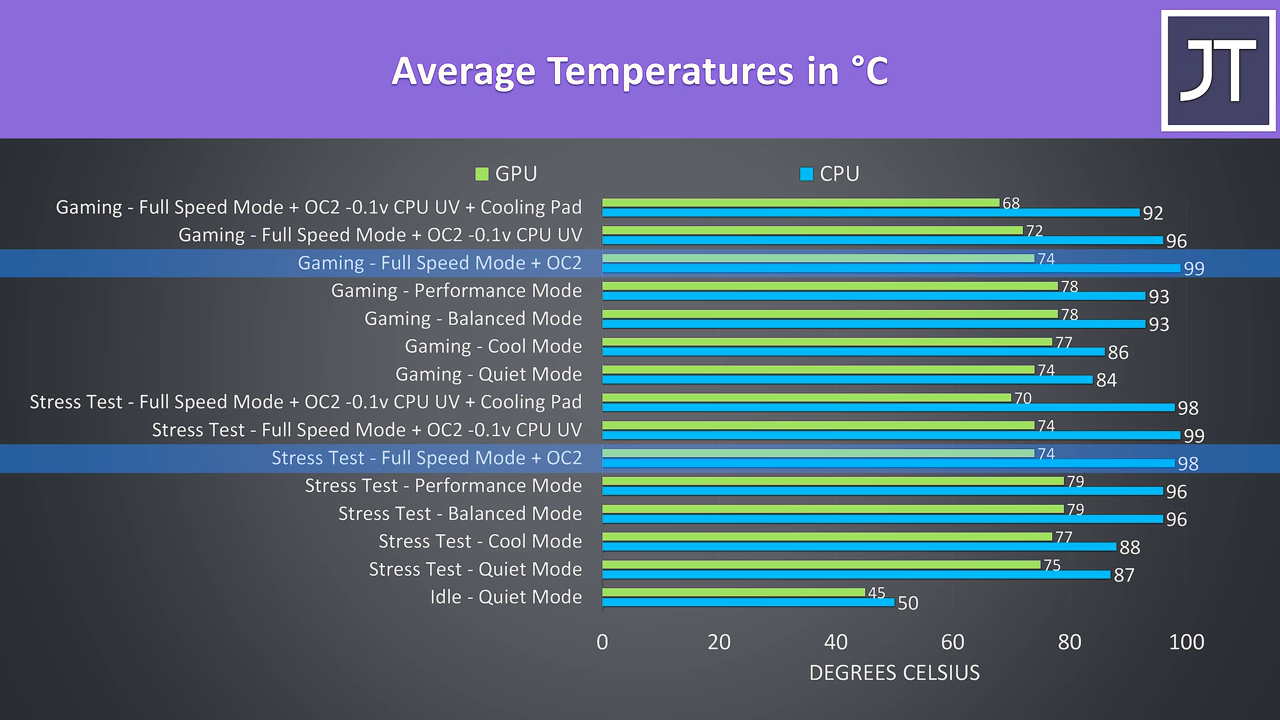 Average Temperatures in °C
JT
GPU CPU
Gaming - Full Speed Mode + OC2 -0.1v CPU UV + Cooling Pad 68 92
Gaming - Full Speed Mode + OC2 -0.1v CPU UV 72 96
Gaming - Full Speed Mode + OC2 74 99
Gaming - Performance Mode 78 93
Gaming - Balanced Mode 78 93
Gaming - Cool Mode 77 86
Gaming - Quiet Mode 74 84
Stress Test - Full Speed Mode + OC2 -0.1v CPU UV + Cooling Pad 70 98
Stress Test - Full Speed Mode + OC2 -0.1v CPU UV 74 99
Stress Test - Full Speed Mode + OC2 74 98
Stress Test - Performance Mode 79 96
Stress Test - Balanced Mode 79 96
Stress Test - Cool Mode 77 88
Stress Test - Quiet Mode 75 87
Idle - Quiet Mode 45 50
0 20 40 60 80 100
DEGREES CELSIUS